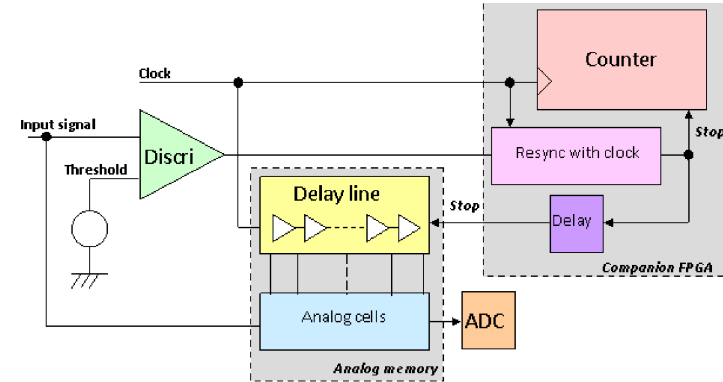 Clock
Counter
Input signal
Discri
Stop
Resync with clock
Threshold
Delay line
Stop
Delay
Companion FPGA
Analog cells
ADC
Analog memory